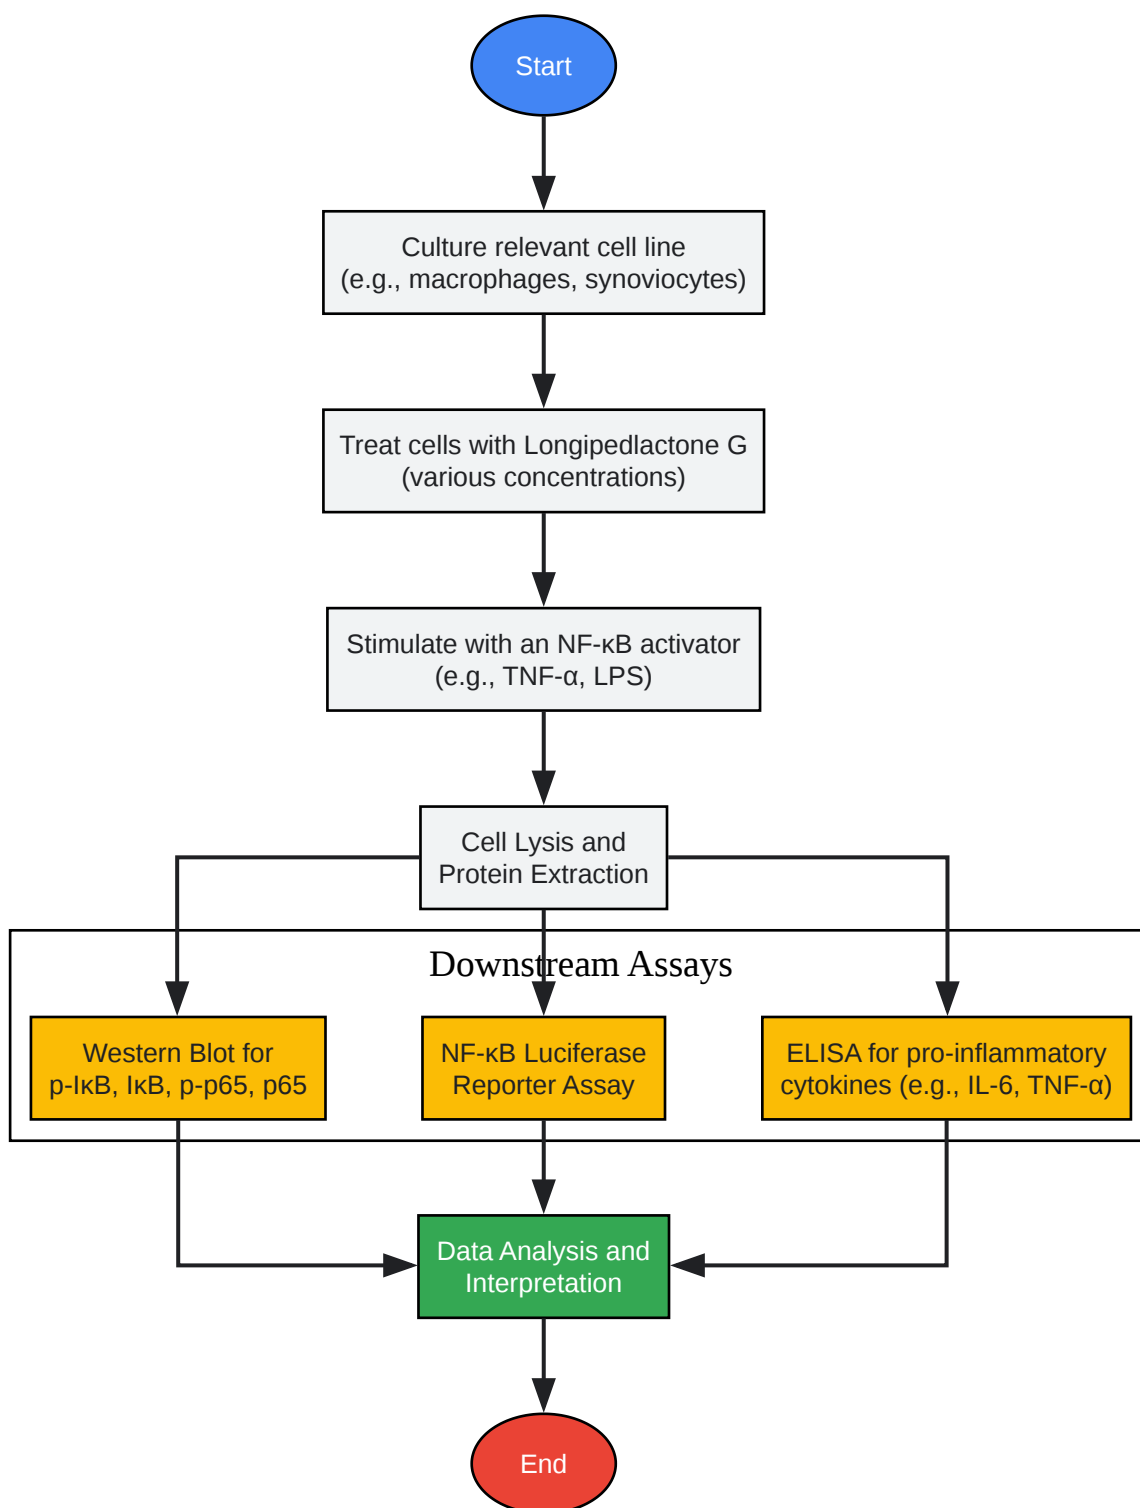 Start
Culture relevant cell line
(e.g., macrophages, synoviocytes)
Treat cells with Longipedlactone G
(various concentrations)
Stimulate with an NF-κB activator
(e.g., TNF-α, LPS)
Cell Lysis and
Protein Extraction
Downstream Assays
Western Blot for
p-IκB, IκB, p-p65, p65
NF-κB Luciferase
Reporter Assay
ELISA for pro-inflammatory
cytokines (e.g., IL-6, TNF-α)
Data Analysis and
Interpretation
End